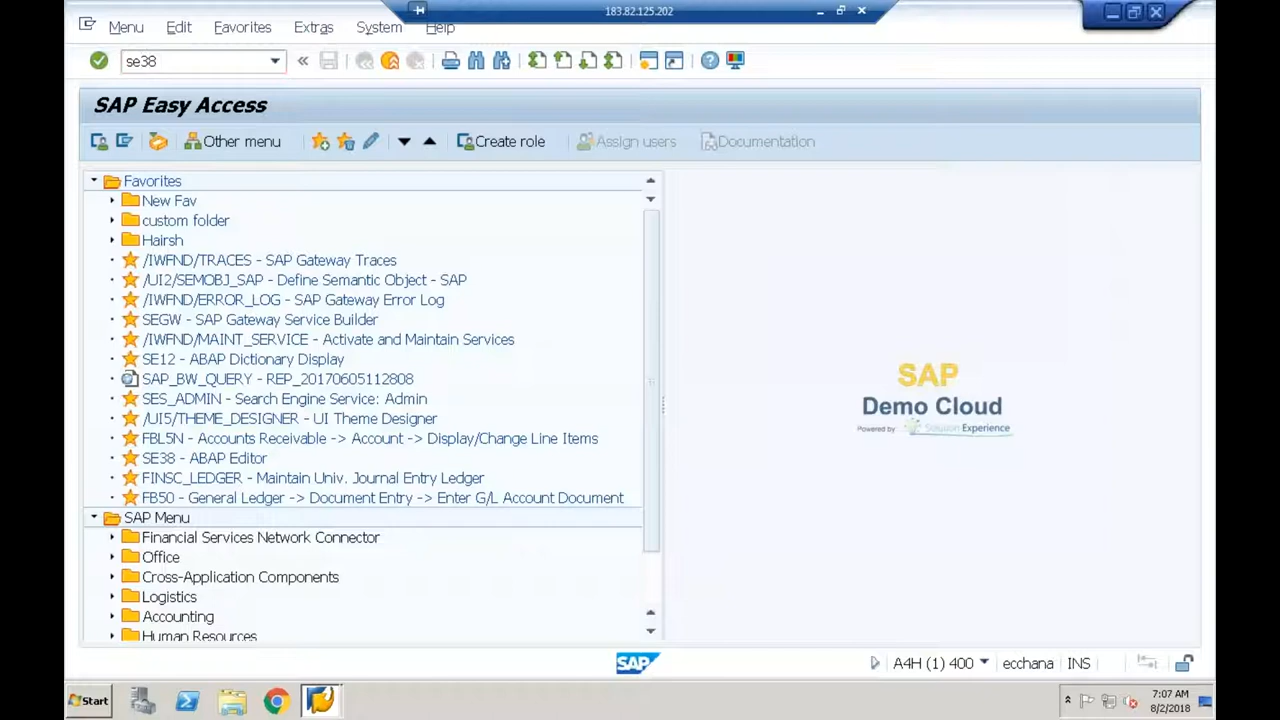 183.82.125.202
Menu Edit Favorites Extras System Help
se38
SAP Easy Access
Other menu Create role Assign users Documentation
Favorites
New Fav
custom folder
Hairsh
/IWFND/TRACES - SAP Gateway Traces
/UI2/SEMOBJ_SAP - Define Semantic Object - SAP
/IWFND/ERROR_LOG - SAP Gateway Error Log
SEGW - SAP Gateway Service Builder
/IWFND/MAINT_SERVICE - Activate and Maintain Services
SE12 - ABAP Dictionary Display
SAP_BW_QUERY - REP_20170605112808
SES_ADMIN - Search Engine Service: Admin
/UI5/THEME_DESIGNER - UI Theme Designer
FBL5N - Accounts Receivable -> Account -> Display/Change Line Items
SE38 - ABAP Editor
FINSC_LEDGER - Maintain Univ. Journal Entry Ledger
FB50 - General Ledger -> Document Entry -> Enter G/L Account Document
SAP Menu
Financial Services Network Connector
Office
Cross-Application Components
Logistics
Accounting
Human Resources
SAP
Demo Cloud
Powered by Solution Experience
SAP
A4H (1) 400 ecchana INS
Start
7:07 AM
8/2/2018